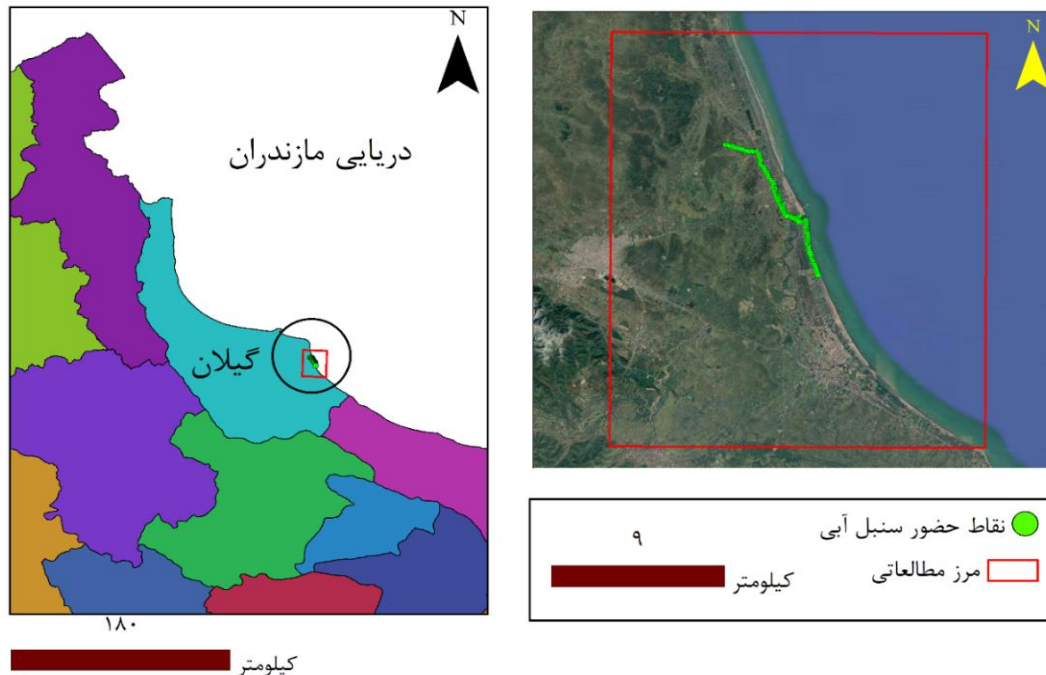 N
دریایی مازندران
گیلان
۱۸۰
کیلومتر
N
نقاط حضور سنبل آبی
مرز مطالعاتی
۹
کیلومتر